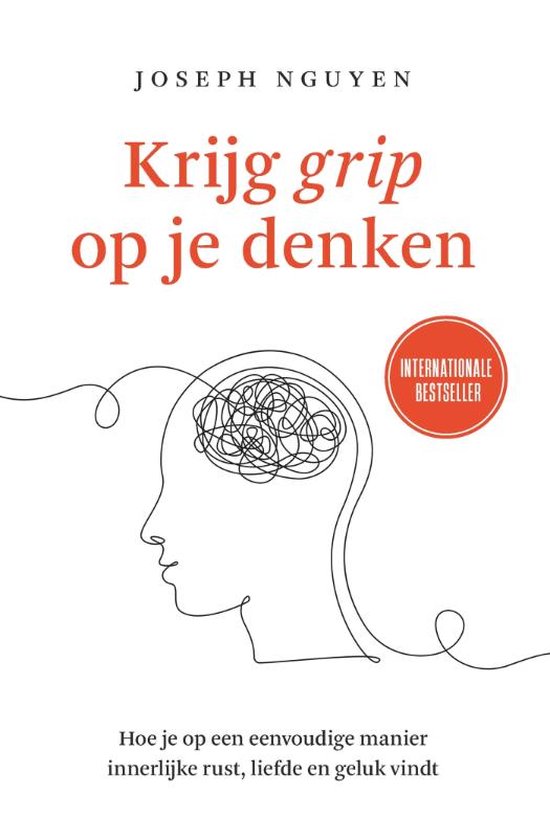 JOSEPH NGUYEN
Krijg grip
op je denken
INTERNATIONALE
BESTSELLER
Hoe je op een eenvoudige manier
innerlijke rust, liefde en geluk vindt